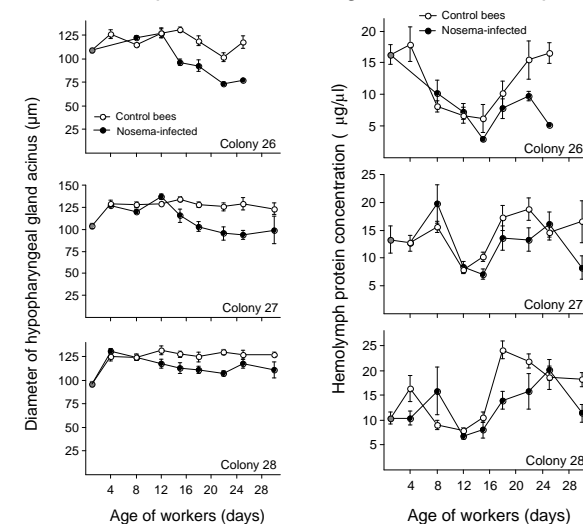 Control bees
Nosema-infected
125
100
75
50
25
Control bees
Nosema-infected
Colony 26
20
15
10
5
Colony 26
150
125
100
75
50
25
Colony 27
25
20
15
10
5
Colony 27
125
100
75
50
25
Colony 28
25
20
15
10
5
Colony 28
4 8 12 16 20 24 28
4 8 12 16 20 24 28
Age of workers (days)
Age of workers (days)
Diameter of hypopharyngeal gland acinus (µm)
Hemolymph protein concentration ( µg/µl)